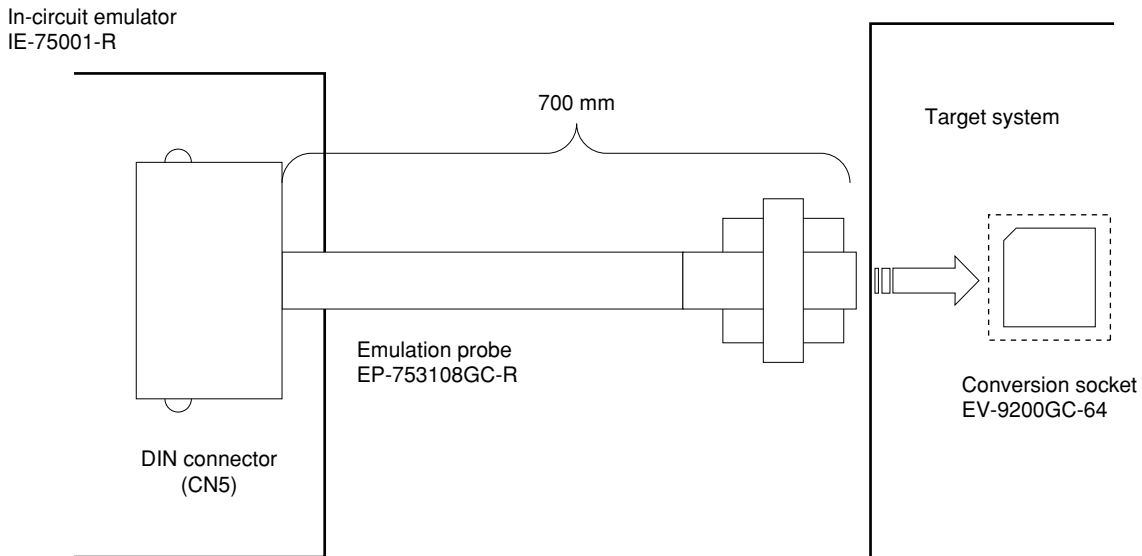 In-circuit emulator
IE-75001-R
700 mm
Target system
Emulation probe
EP-753108GC-R
Conversion socket
EV-9200GC-64
DIN connector
(CN5)